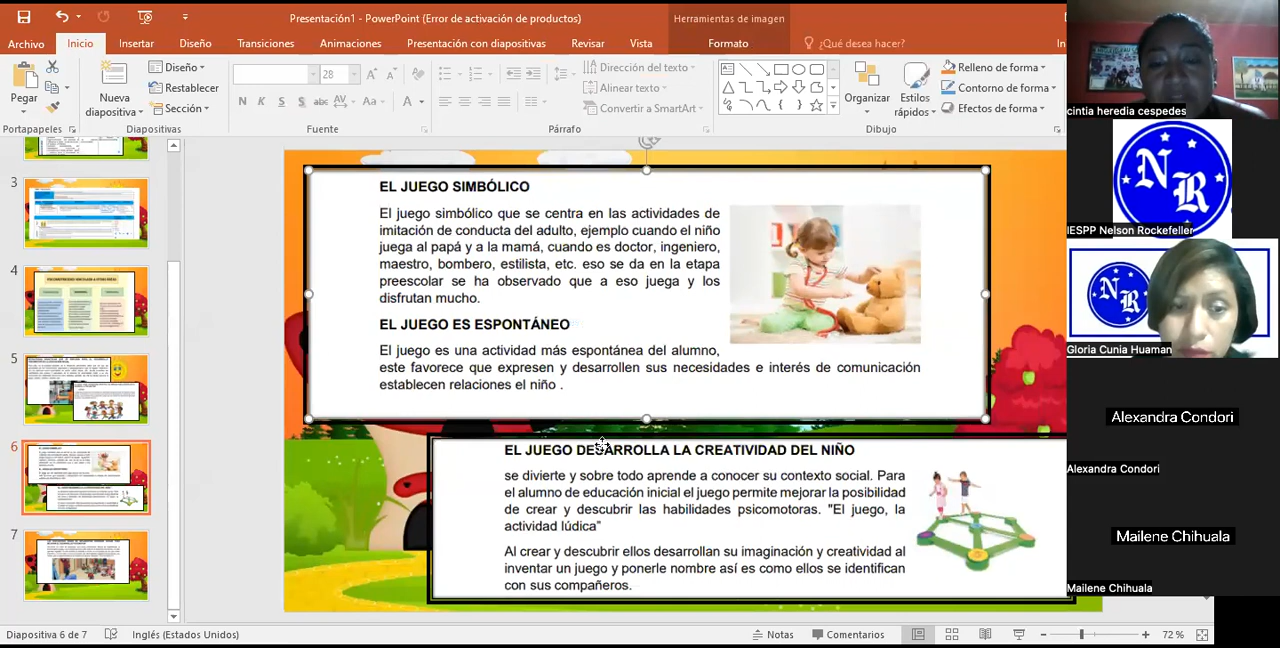 Presentación1 - PowerPoint (Error de activación de productos)
Herramientas de imagen
Archivo
Inicio
Insertar
Diseño
Transiciones
Animaciones
Presentación con diapositivas
Revisar
Vista
Formato
¿Qué desea hacer?
In
Pegar
Nueva
diapositiva
Diseño
Restablecer
Sección
28
N K S S abc AV Aa A
Dirección del texto
Alinear texto
Convertir a SmartArt
Organizar
Estilos
rápidos
Relleno de forma
Contorno de forma
Efectos de forma
Portapapeles
Diapositivas
Fuente
Párrafo
Dibujo
3
4
5
6
7
EL JUEGO SIMBÓLICO
El juego simbólico que se centra en las actividades de
imitación de conducta del adulto, ejemplo cuando el niño
juega al papá y a la mamá, cuando es doctor, ingeniero,
maestro, bombero, estilista, etc. eso se da en la etapa
preescolar se ha observado que a eso juega y los
disfrutan mucho.
EL JUEGO ES ESPONTÁNEO
El juego es una actividad más espontánea del alumno,
este favorece que expresen y desarrollen sus necesidades e interés de comunicación
establecen relaciones el niño .
EL JUEGO DESARROLLA LA CREATIVIDAD DEL NIÑO
aprende a conocer su contexto social. Para
el alumno de educación inicial el juego permite mejorar la posibilidad
de crear y descubrir las habilidades psicomotoras. "El juego, la
actividad lúdica"
Al crear y descubrir ellos desarrollan su imaginación y creatividad al
inventar un juego y ponerle nombre así es como ellos se identifican
con sus compañeros.
cintia heredia cespedes
N R
IESPP Nelson Rockefeller
N R
Gloria Cunia Huaman
Alexandra Condori
Alexandra Condori
Mailene Chihuala
Mailene Chihuala
Diapositiva 6 de 7
Inglés (Estados Unidos)
Notas
Comentarios
72 %